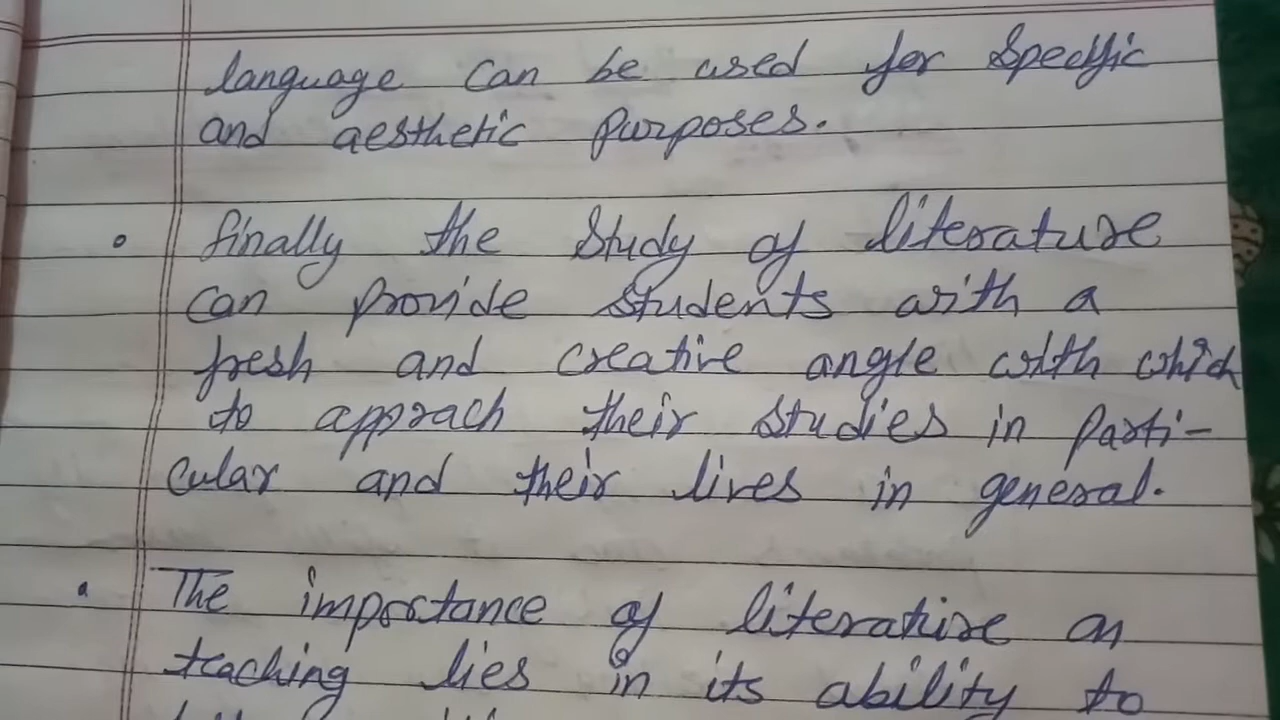 language can be used for specific
and aesthetic purposes.
• finally the study of literature
can provide students with a
fresh and creative angle with which
to apprach their studies in parti-
cular and their lives in general.
• The importance of literature on
teaching lies in its ability to